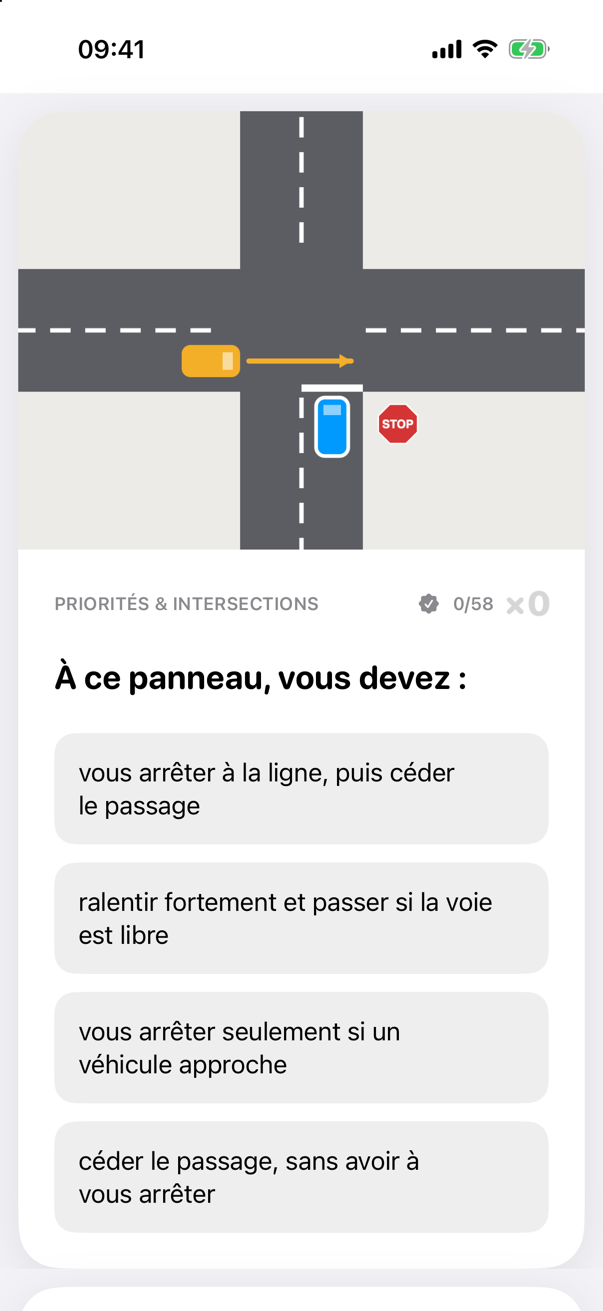 09:41
STOP
PRIORITÉS & INTERSECTIONS
0/58
×0
À ce panneau, vous devez :
vous arrêter à la ligne, puis céder
le passage
ralentir fortement et passer si la voie
est libre
vous arrêter seulement si un
véhicule approche
céder le passage, sans avoir à
vous arrêter